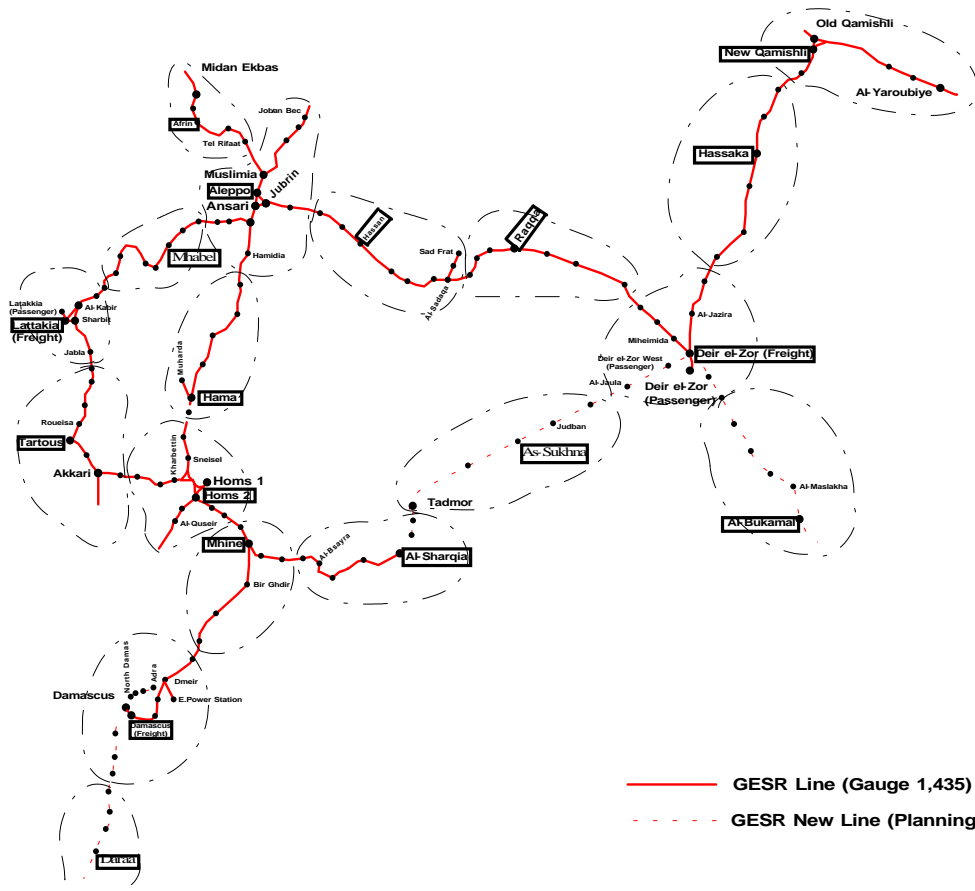 Old Qamishli
New Qamishli
Midan Ekbas
Al-Yaroubiye
Joban Bec
Afrin
Tel Rifaat
Hassaka
Muslimia
Aleppo
Jubrin
Ansari
Hassan
Raqqa
Mhabel
Hamidia
Sad Frat
Al-Sadaqa
Latakkia
(Passenger)
Al-Kabir
Sharbit
Lattakia
(Freight)
Al-Jazira
Miheimida
Jabla
Muharda
Deir el-Zor (Freight)
Deir el-Zor West
(Passenger)
Al-Jaula
Deir el-Zor
(Passenger)
Hama
Roueisa
Judban
Tartous
Kharbettin
Sneisel
As-Sukhna
Akkari
Homs 1
Homs 2
Al-Maslakha
Tadmor
Al-Quseir
Al-Bukamal
Mhine
Al-Bsayra
Al-Sharqia
Bir Ghdir
North Damas
Adra
Dmeir
Damascus
E.Power Station
Damascus
(Freight)
GESR Line (Gauge 1,435)
GESR New Line (Planning
Daraa